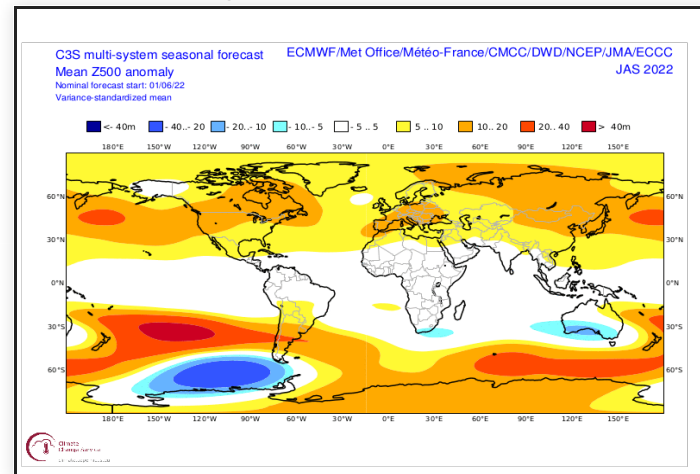 C3S multi-system seasonal forecast ECMWF/Met Office/Météo-France/CMCC/DWD/NCEP/JMA/ECCC
Mean Z500 anomaly JAS 2022
Nominal forecast start: 01/06/22
Variance-standardized mean
<- 40m - 40..- 20 - 20..- 10 - 10..- 5 - 5 .. 5 5 .. 10 10.. 20 20.. 40 > 40m
180°E 150°W 120°W 90°W 60°W 30°W 0°E 30°E 60°E 90°E 120°E 150°E
60°N 60°N
30°N 30°N
0°N 0°N
30°S 30°S
60°S 60°S
180°E 150°W 120°W 90°W 60°W 30°W 0°E 30°E 60°E 90°E 120°E 150°E
Climate
Change Service